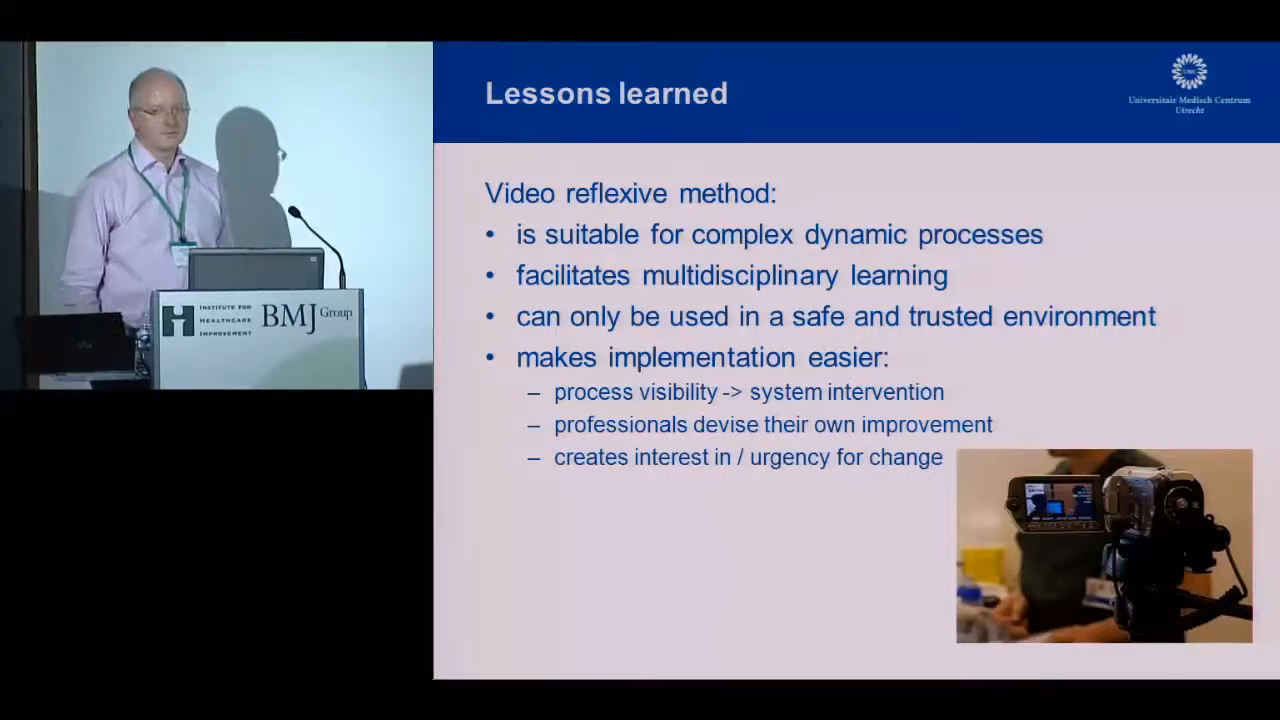 Lessons learned
UMC
Universitair Medisch Centrum
Utrecht
Video reflexive method:
• is suitable for complex dynamic processes
• facilitates multidisciplinary learning
• can only be used in a safe and trusted environment
• makes implementation easier:
– process visibility -> system intervention
– professionals devise their own improvement
– creates interest in / urgency for change
INSTITUTE FOR
HEALTHCARE
IMPROVEMENT
BMJ Group